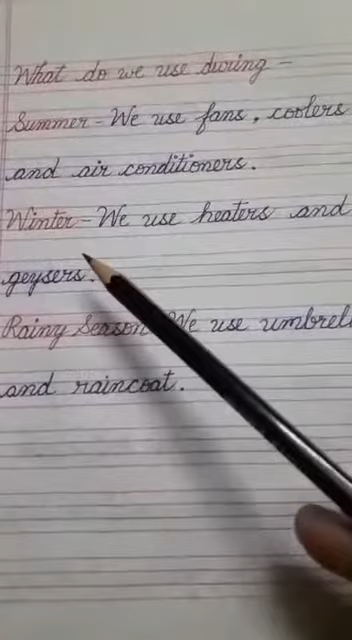 What do we use during -
Summer - We use fans, coolers
and air conditioners.
Winter - We use heaters and
geysers.
Rainy Season We use umbrell
and raincoat.